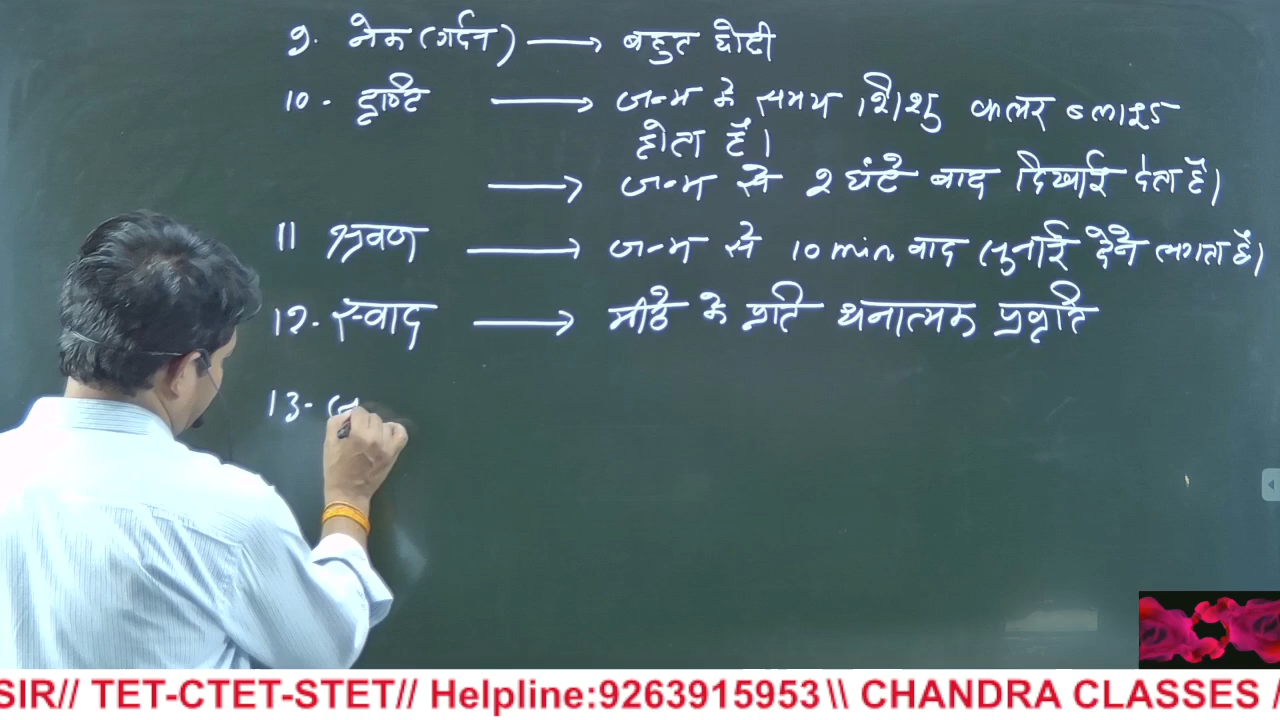 9. नेक (गर्दन) → बहुत छोटी
10 - दृष्टि → जन्म के समय शिशु कलर ब्लाइंड
होता है।
→ जन्म से 2 घंटे बाद दिखाई देता है।
11 श्रवण → जन्म से 10 min बाद सुनाई देने लगता है।
12. स्वाद → मीठे के प्रति धनात्मक प्रवृति
13-
SIR// TET-CTET-STET// Helpline:9263915953 \\ CHANDRA CLASSES /